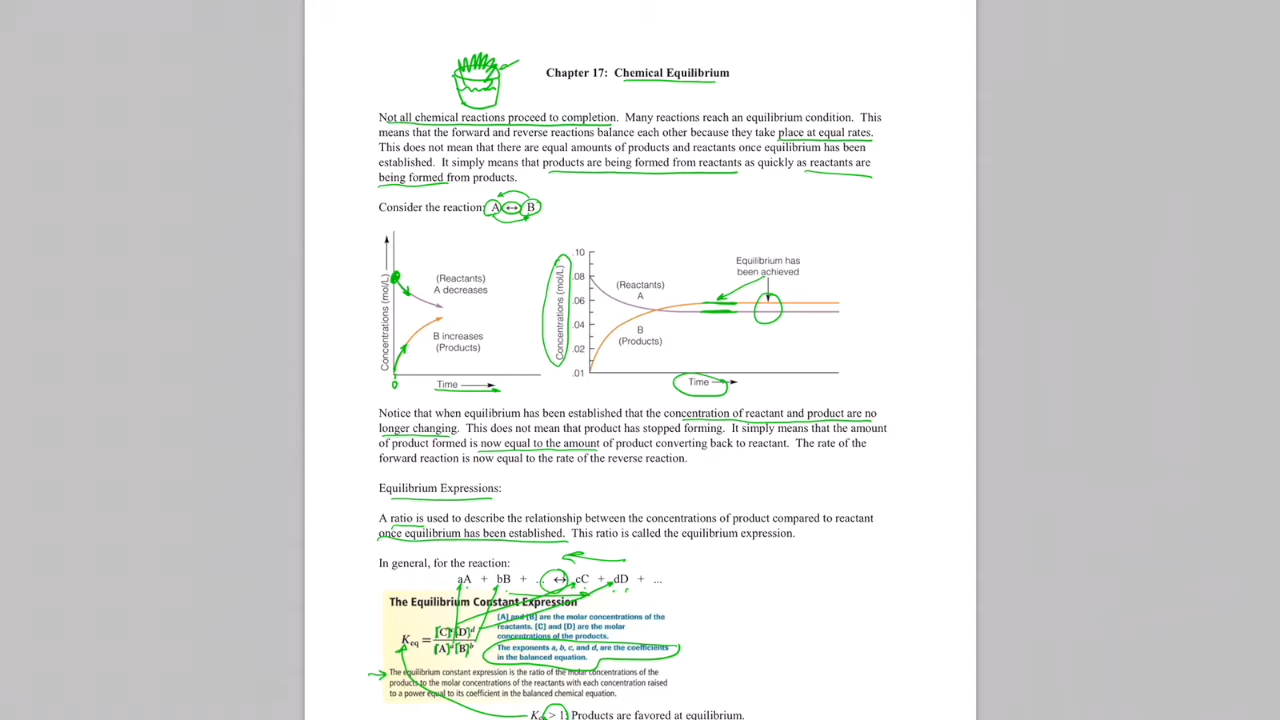 Chapter 17: Chemical Equilibrium
Not all chemical reactions proceed to completion. Many reactions reach an equilibrium condition. This
means that the forward and reverse reactions balance each other because they take place at equal rates.
This does not mean that there are equal amounts of products and reactants once equilibrium has been
established. It simply means that products are being formed from reactants as quickly as reactants are
being formed from products.
Consider the reaction: A ↔ B
Concentrations (mol/L)
(Reactants)
A decreases
B increases
(Products)
0
Time
Concentrations (mol/L)
.10
.08
.06
.04
.02
.01
(Reactants)
A
B
(Products)
Equilibrium has
been achieved
Time
Notice that when equilibrium has been established that the concentration of reactant and product are no
longer changing. This does not mean that product has stopped forming. It simply means that the amount
of product formed is now equal to the amount of product converting back to reactant. The rate of the
forward reaction is now equal to the rate of the reverse reaction.
Equilibrium Expressions:
A ratio is used to describe the relationship between the concentrations of product compared to reactant
once equilibrium has been established. This ratio is called the equilibrium expression.
In general, for the reaction:
aA + bB + ... ↔ cC + dD + ...
The Equilibrium Constant Expression
Keq = [C]c [D]d
[A]a [B]b
[A] and [B] are the molar concentrations of the
reactants. [C] and [D] are the molar
concentrations of the products.
The exponents a, b, c, and d, are the coefficients
in the balanced equation.
The equilibrium constant expression is the ratio of the molar concentrations of the
products to the molar concentrations of the reactants with each concentration raised
to a power equal to its coefficient in the balanced chemical equation.
Keq > 1: Products are favored at equilibrium.